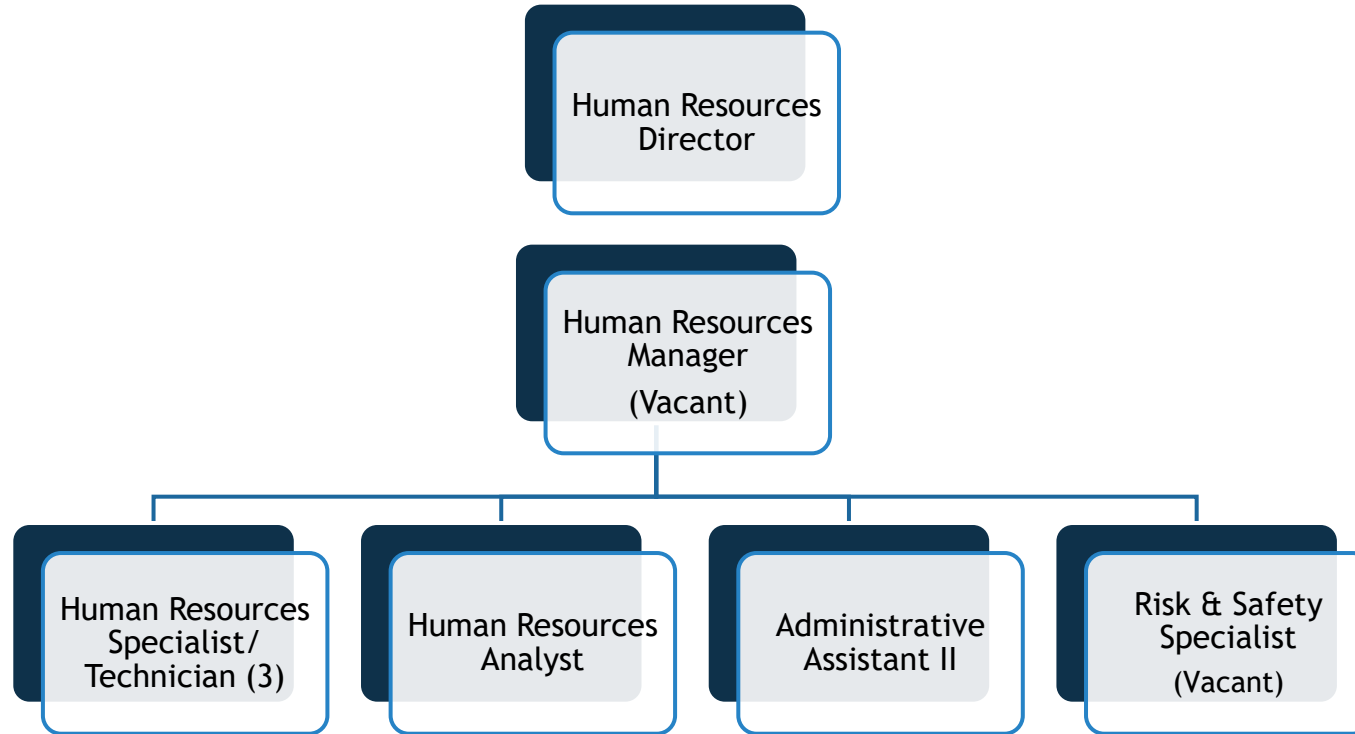 Human Resources
Director
Human Resources
Manager
(Vacant)
Human Resources
Specialist/
Technician (3)
Human Resources
Analyst
Administrative
Assistant II
Risk & Safety
Specialist
(Vacant)